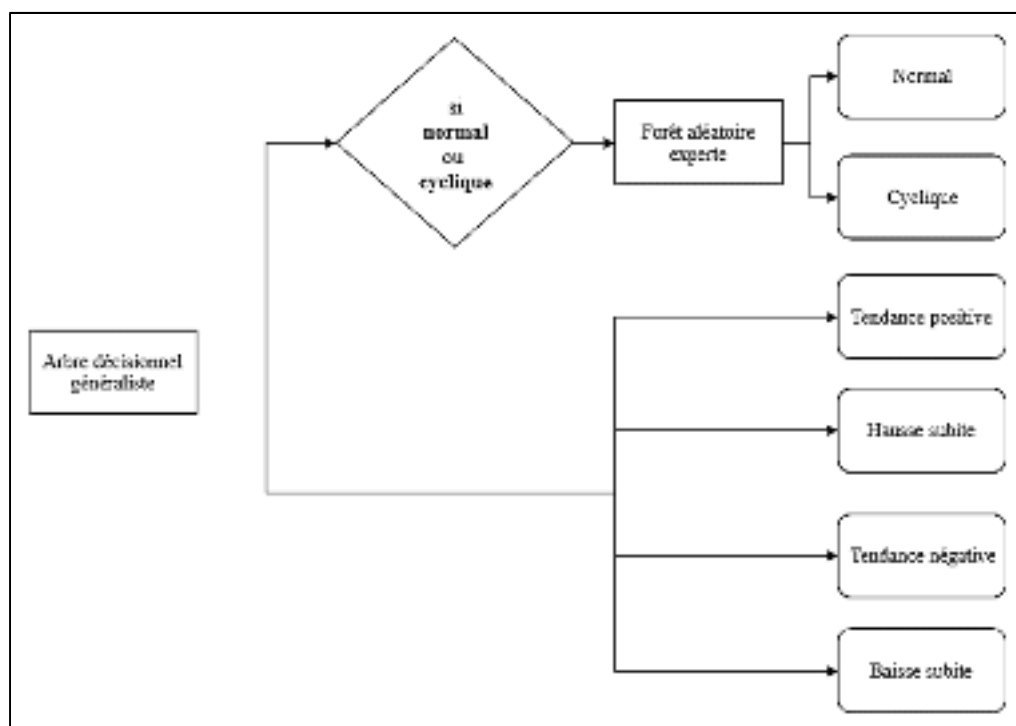 Normal
si
normal
ou
cyclique
Forêt aléatoire
experte
Cyclique
Tendance positive
Arbre décisionnel
généraliste
Hausse subite
Tendance négative
Baisse subite